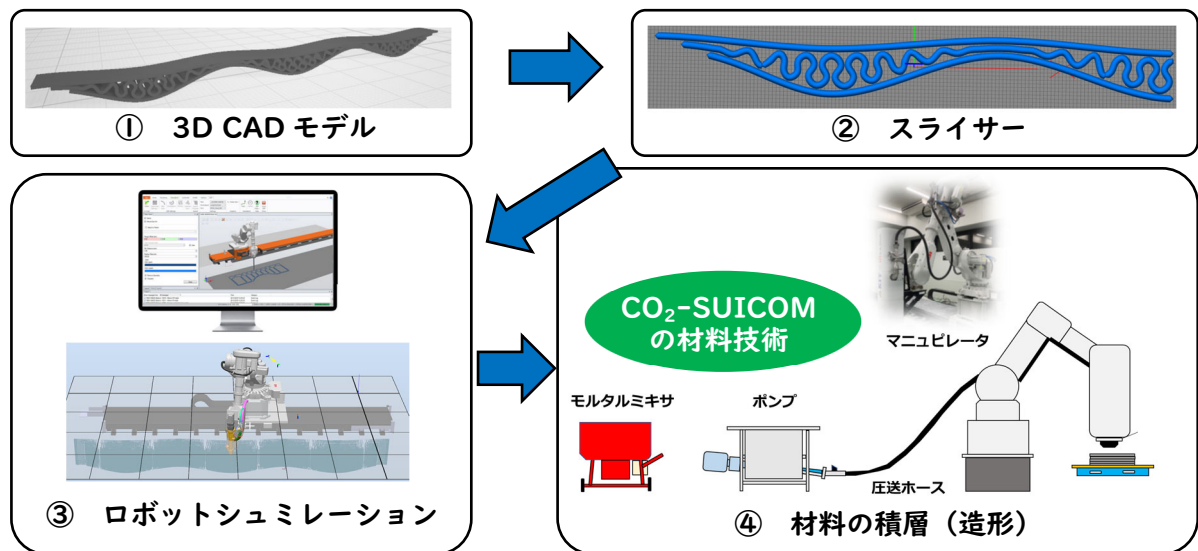 ① 3D CAD モデル
② スライサー
③ ロボットシュミレーション
CO₂-SUICOM
の材料技術
マニュピレータ
モルタルミキサ
ポンプ
圧送ホース
④ 材料の積層（造形）